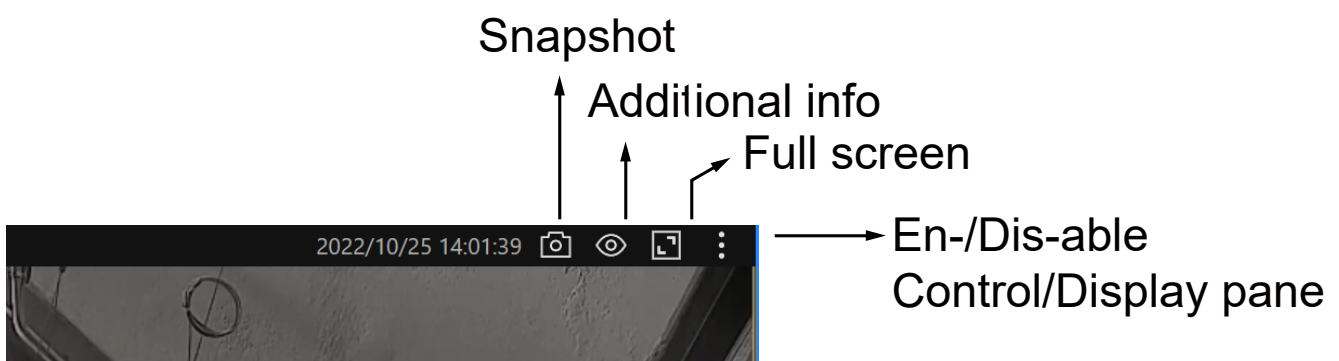 Snapshot
Additional info
Full screen
2022/10/25 14:01:39
En-/Dis-able
Control/Display pane